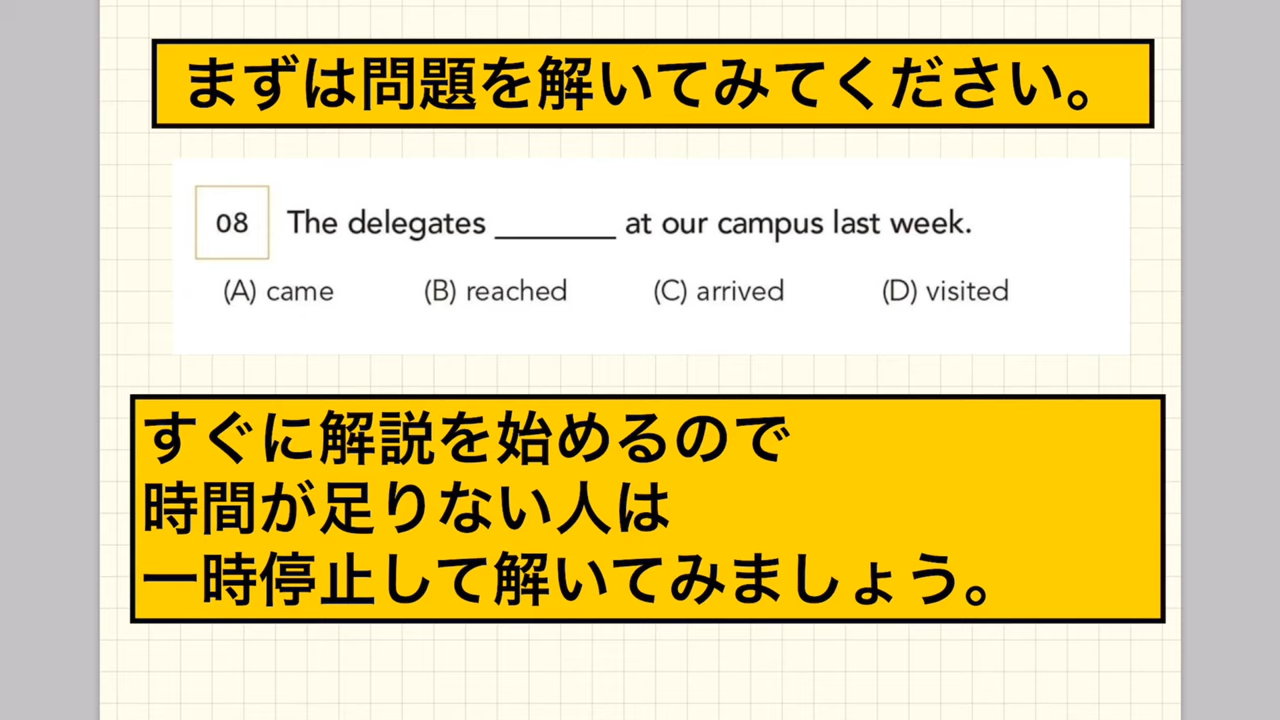 まずは問題を解いてみてください。
08 The delegates ________ at our campus last week.
(A) came (B) reached (C) arrived (D) visited
すぐに解説を始めるので
時間が足りない人は
一時停止して解いてみましょう。